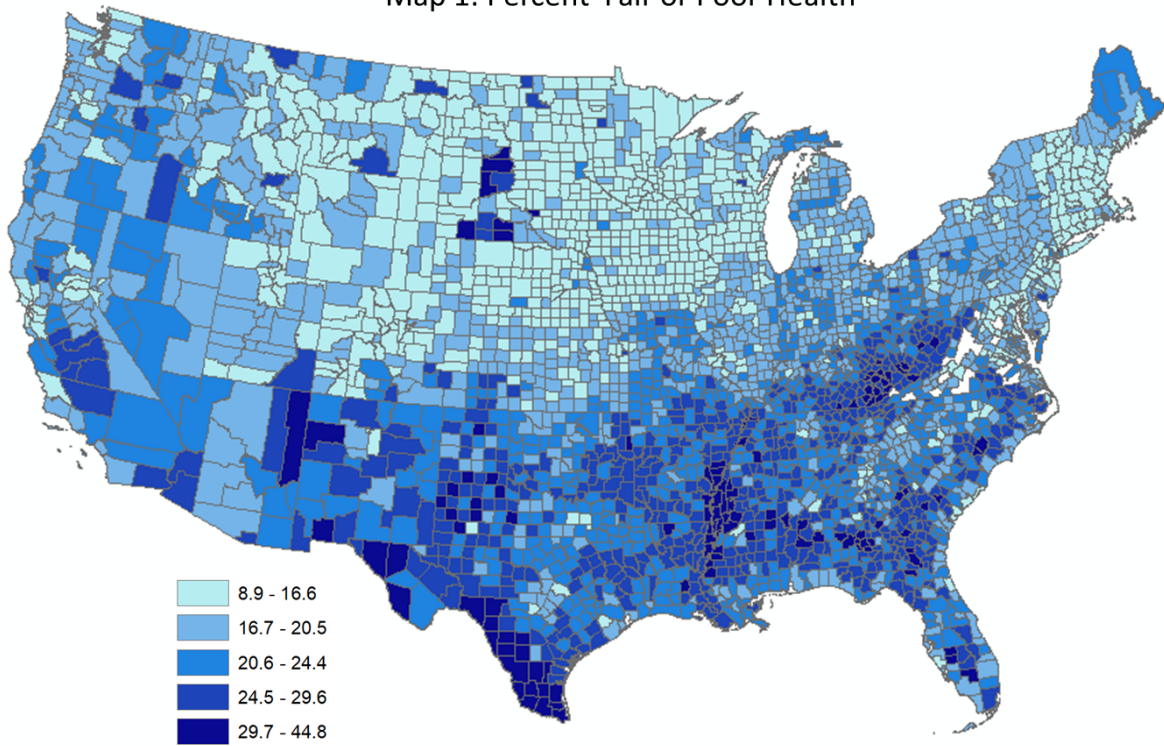 Map 1: Percent Fair or Poor Health
8.9 - 16.6
16.7 - 20.5
20.6 - 24.4
24.5 - 29.6
29.7 - 44.8